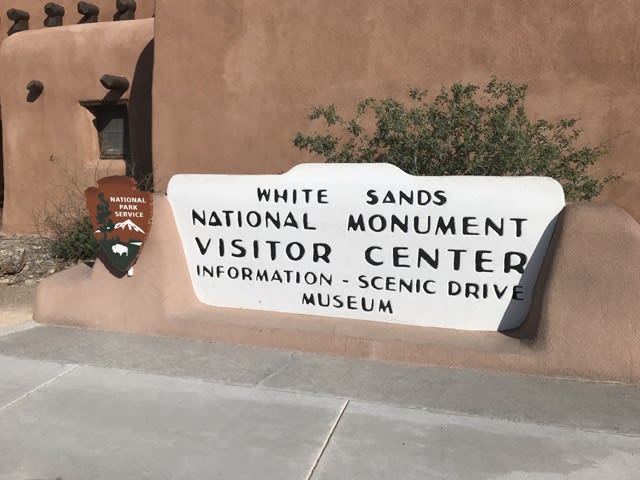 NATIONAL
PARK
SERVICE
WHITE SANDS
NATIONAL MONUMENT
VISITOR CENTER
INFORMATION - SCENIC DRIVE
MUSEUM